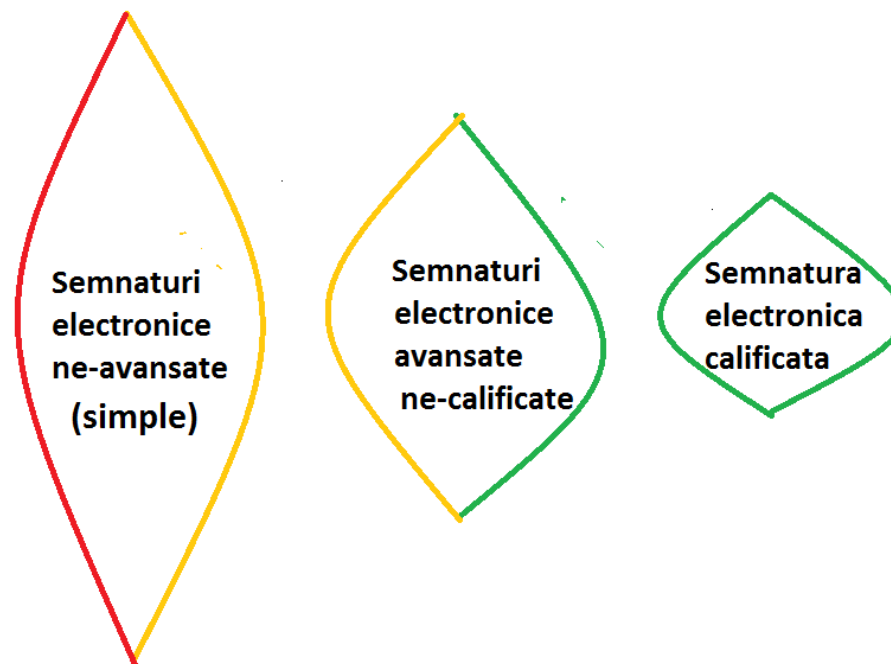 Semnaturi
electronice
ne-avansate
(simple)
Semnaturi
electronice
avansate
ne-calificate
Semnatura
electronica
calificata